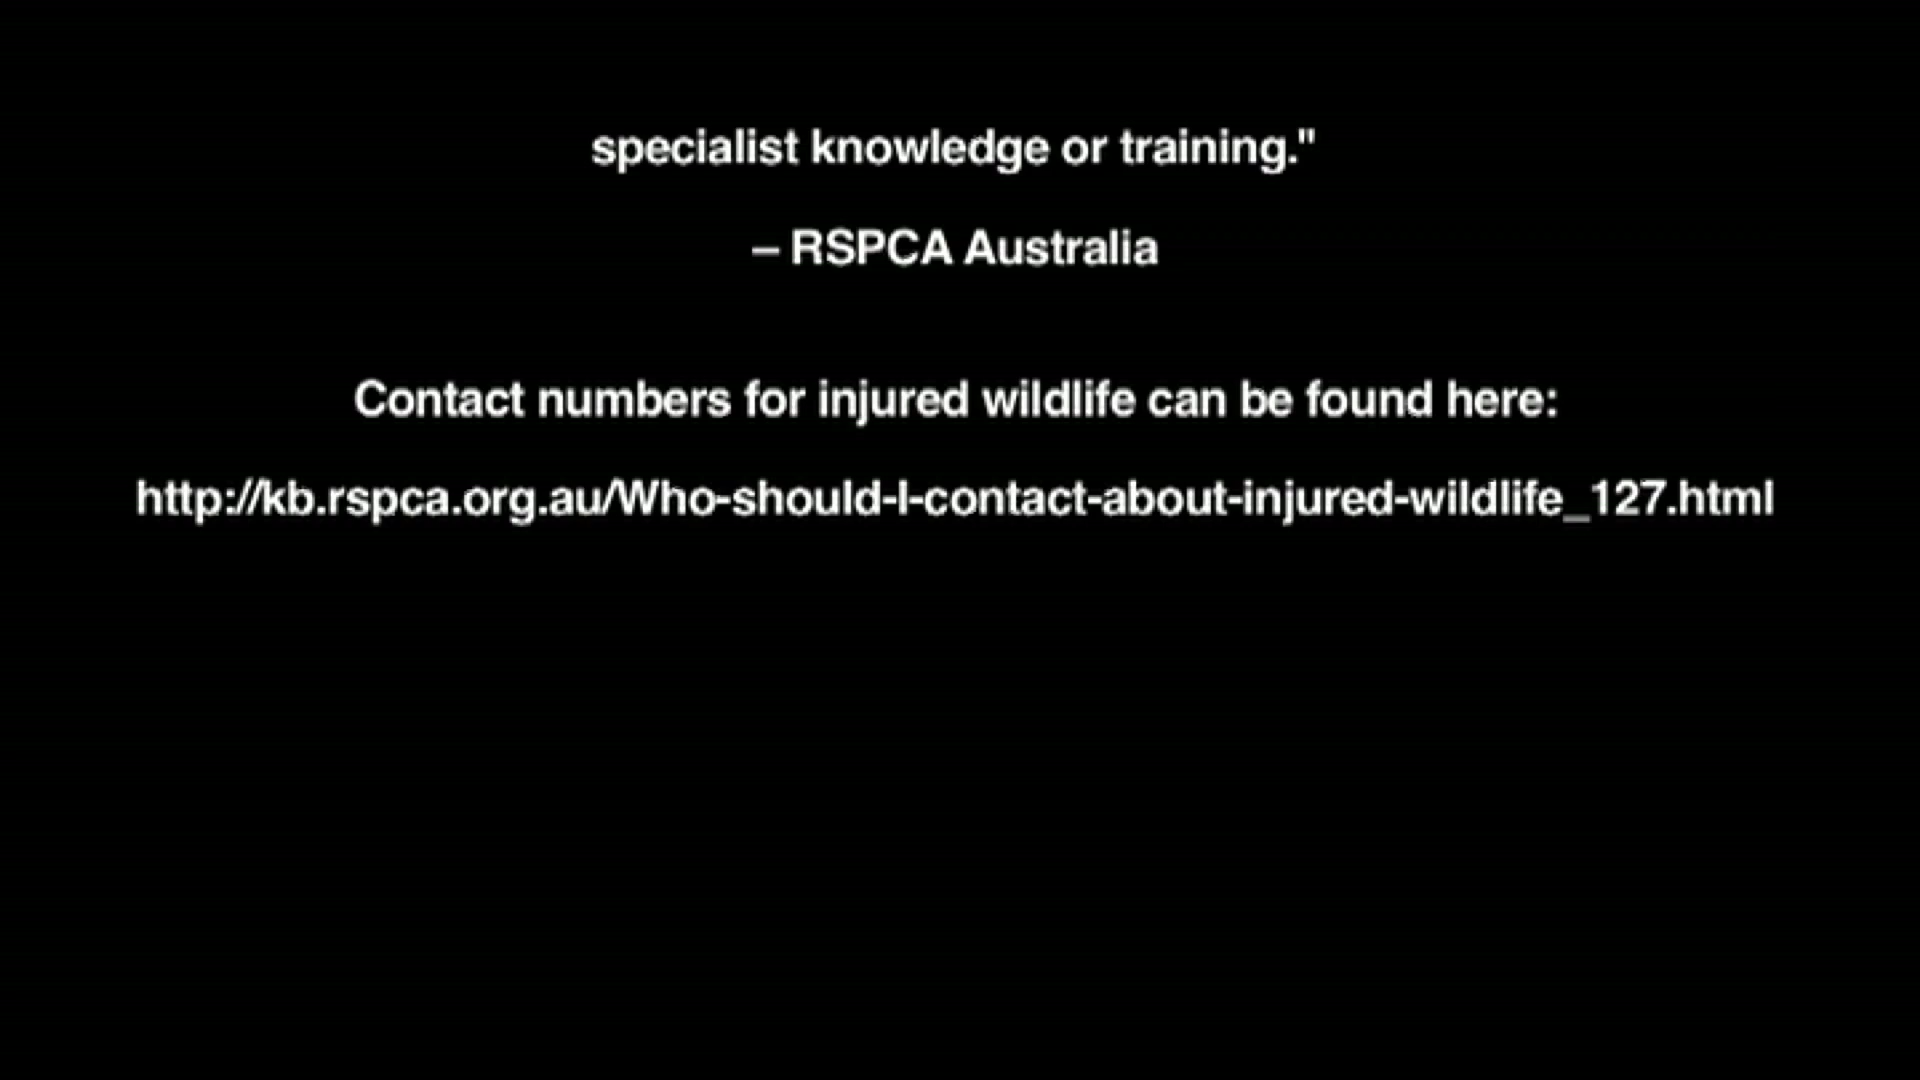 specialist knowledge or training."
– RSPCA Australia
Contact numbers for injured wildlife can be found here:
http://kb.rspca.org.au/Who-should-I-contact-about-injured-wildlife_127.html